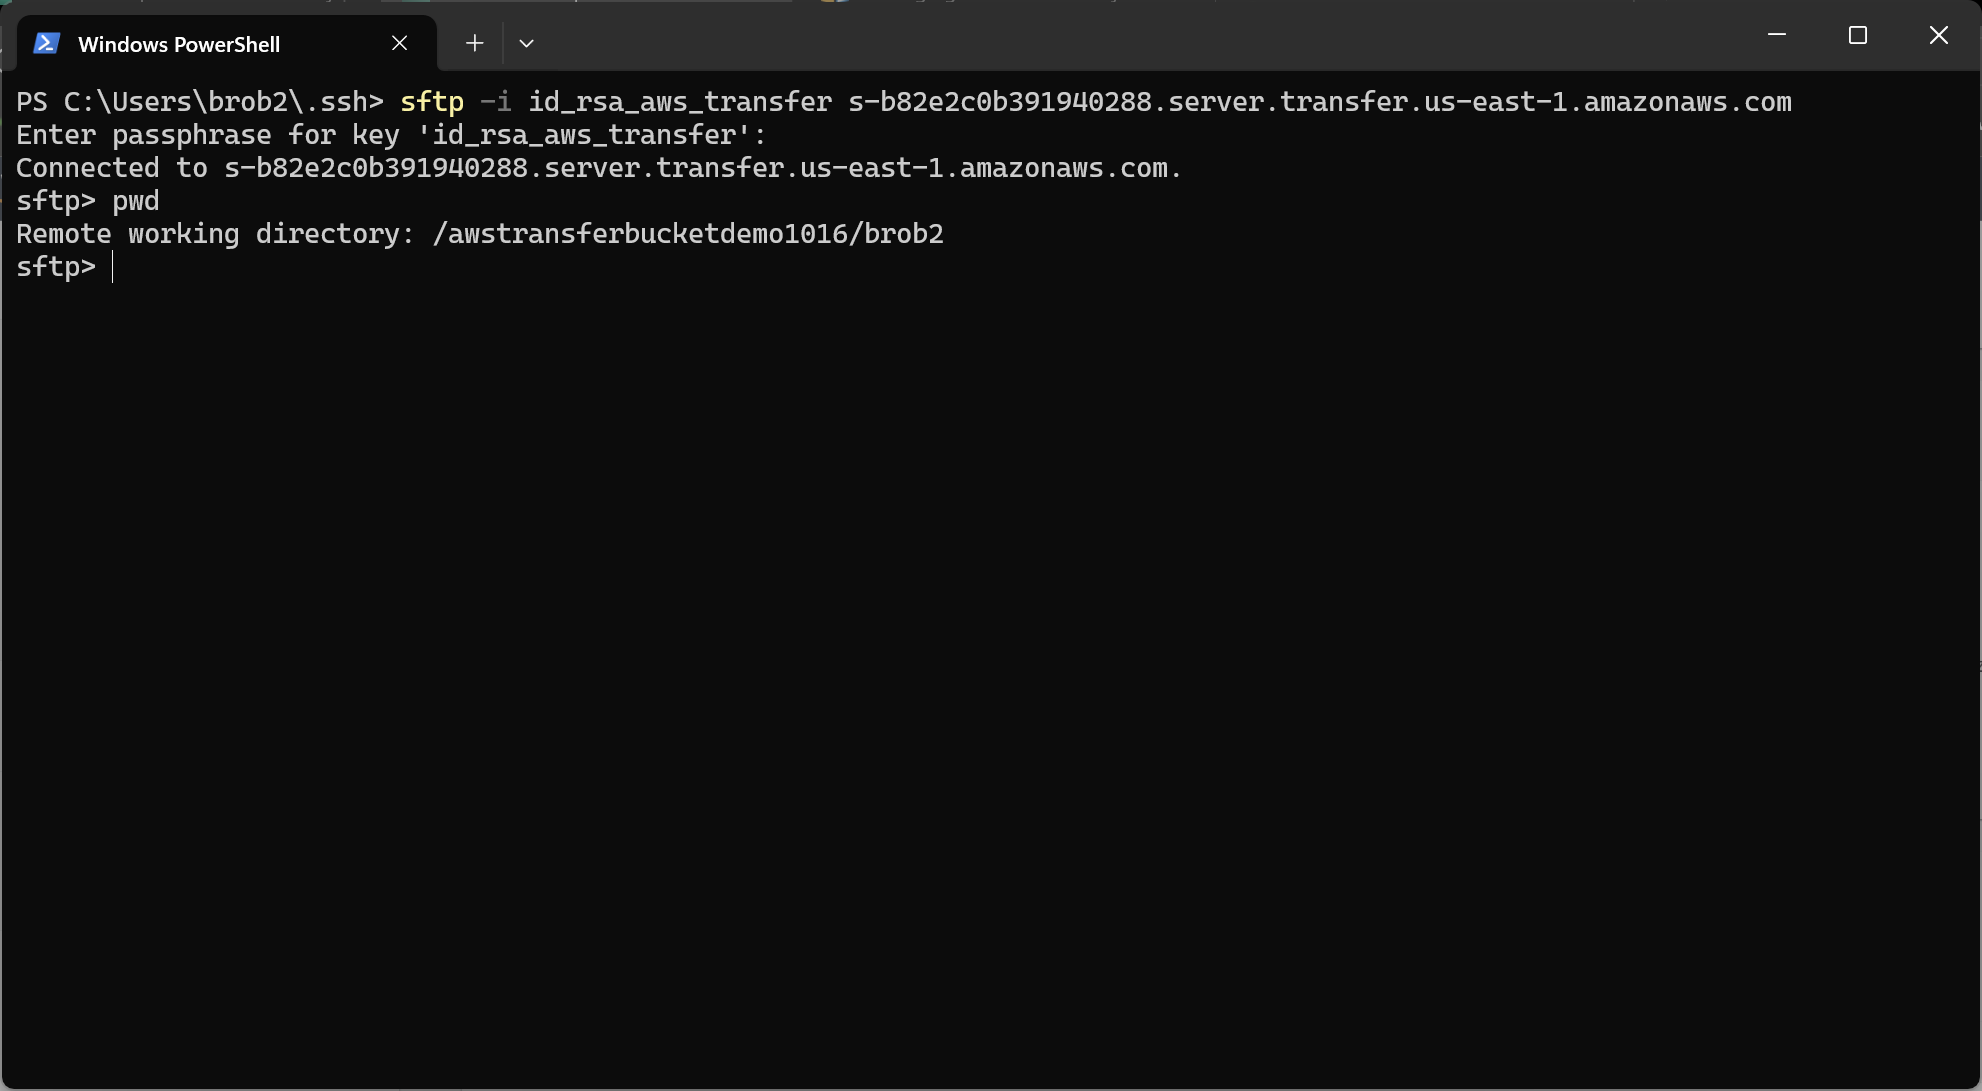 Windows PowerShell
PS C:\Users\brob2\.ssh> sftp -i id_rsa_aws_transfer s-b82e2c0b391940288.server.transfer.us-east-1.amazonaws.com
Enter passphrase for key 'id_rsa_aws_transfer':
Connected to s-b82e2c0b391940288.server.transfer.us-east-1.amazonaws.com.
sftp> pwd
Remote working directory: /awstransferbucketdemo1016/brob2
sftp>